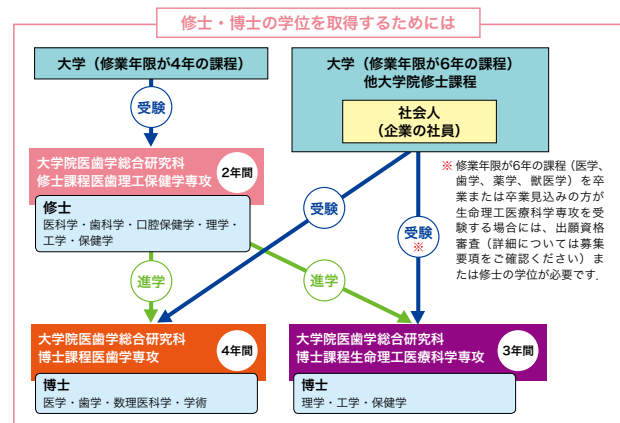 修士・博士の学位を取得するためには
大学（修業年限が4年の課程）
大学（修業年限が6年の課程）
他大学院修士課程
社会人
（企業の社員）
受験
大学院医歯学総合研究科
修士課程医歯理工保健学専攻
2年間
修士
医科学・歯科学・口腔保健学・理学・
工学・保健学
受験
受験
※
※ 修業年限が6年の課程（医学、
歯学、薬学、獣医学）を卒
業または卒業見込みの方が
生命理工医療科学専攻を受
験する場合には、出願資格
審査（詳細については募集
要項をご確認ください）ま
たは修士の学位が必要です.
進学
進学
大学院医歯学総合研究科
博士課程医歯学専攻
4年間
博士
医学・歯学・数理医科学・学術
大学院医歯学総合研究科
博士課程生命理工医療科学専攻
3年間
博士
理学・工学・保健学